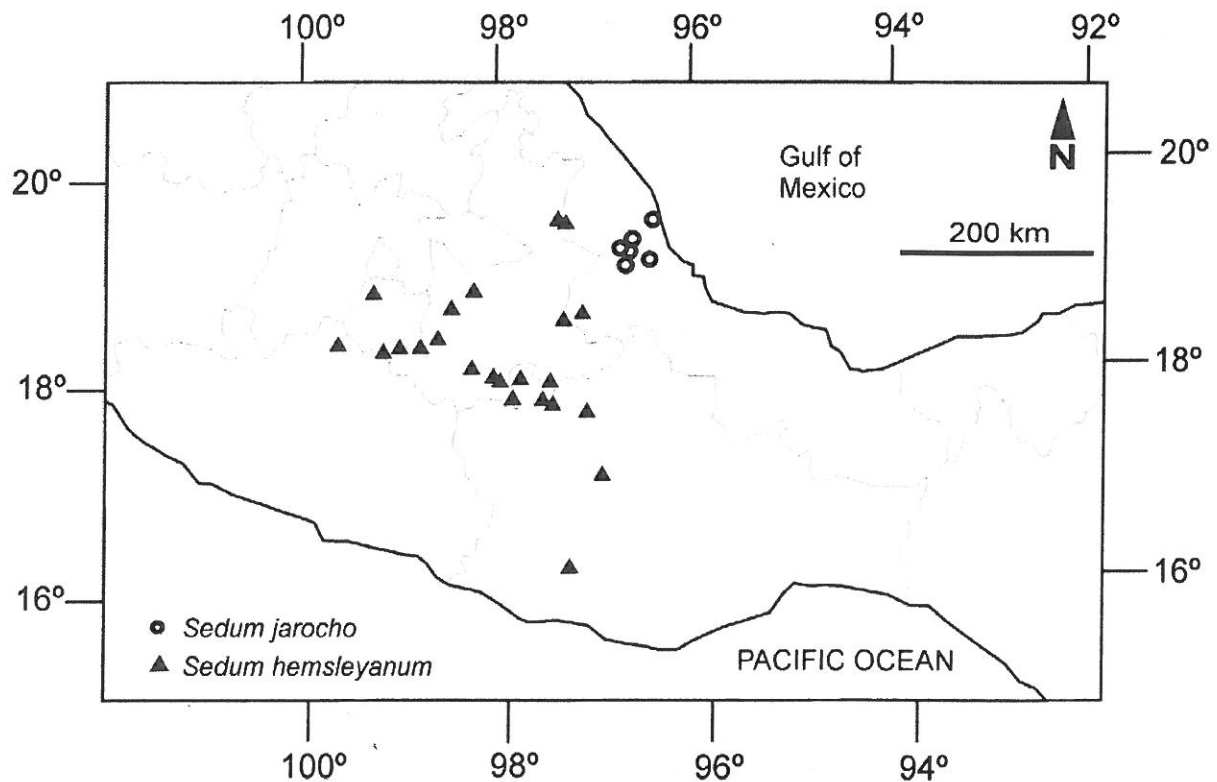 100º 98º 96º 94º 92º
Gulf of
Mexico
N
20º
20º
200 km
18º
18º
16º
16º
Sedum jarocho
Sedum hemsleyanum
PACIFIC OCEAN
100º 98º 96º 94º